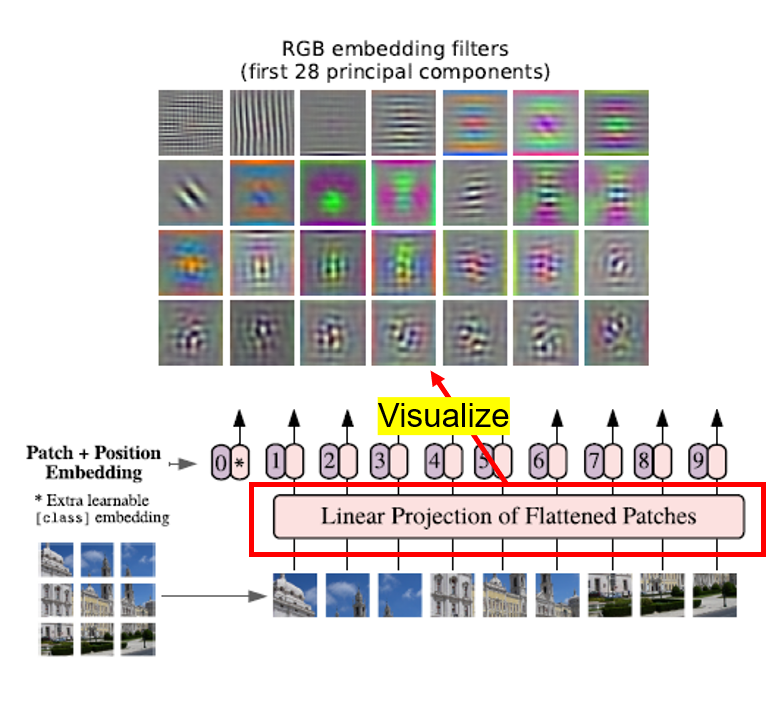 RGB embedding filters
(first 28 principal components)
Visualize
Patch + Position
Embedding
0 * 1 2 3 4 5 6 7 8 9
* Extra learnable
[class] embedding
Linear Projection of Flattened Patches